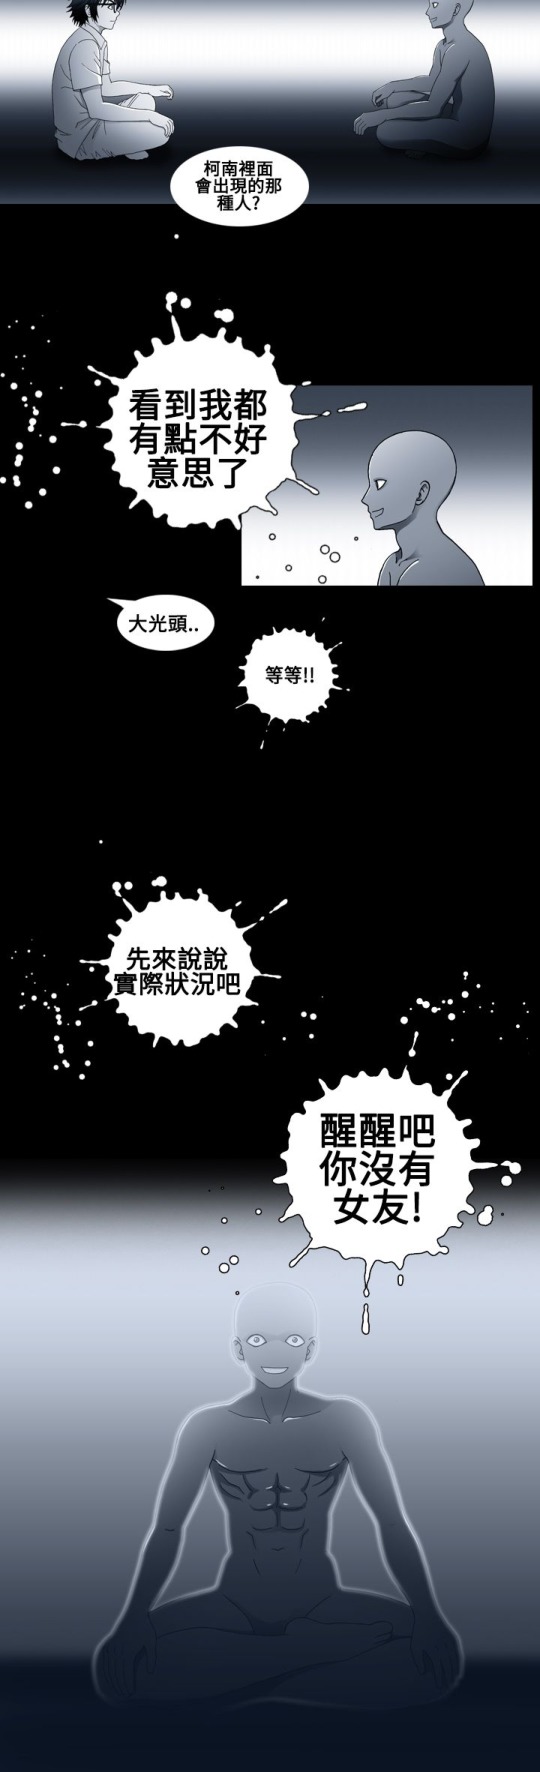 柯南裡面
會出現的那
種人?
看到我都
有點不好
意思了
大光頭..
等等!!
先來說說
實際狀況吧
醒醒吧
你沒有
女友!